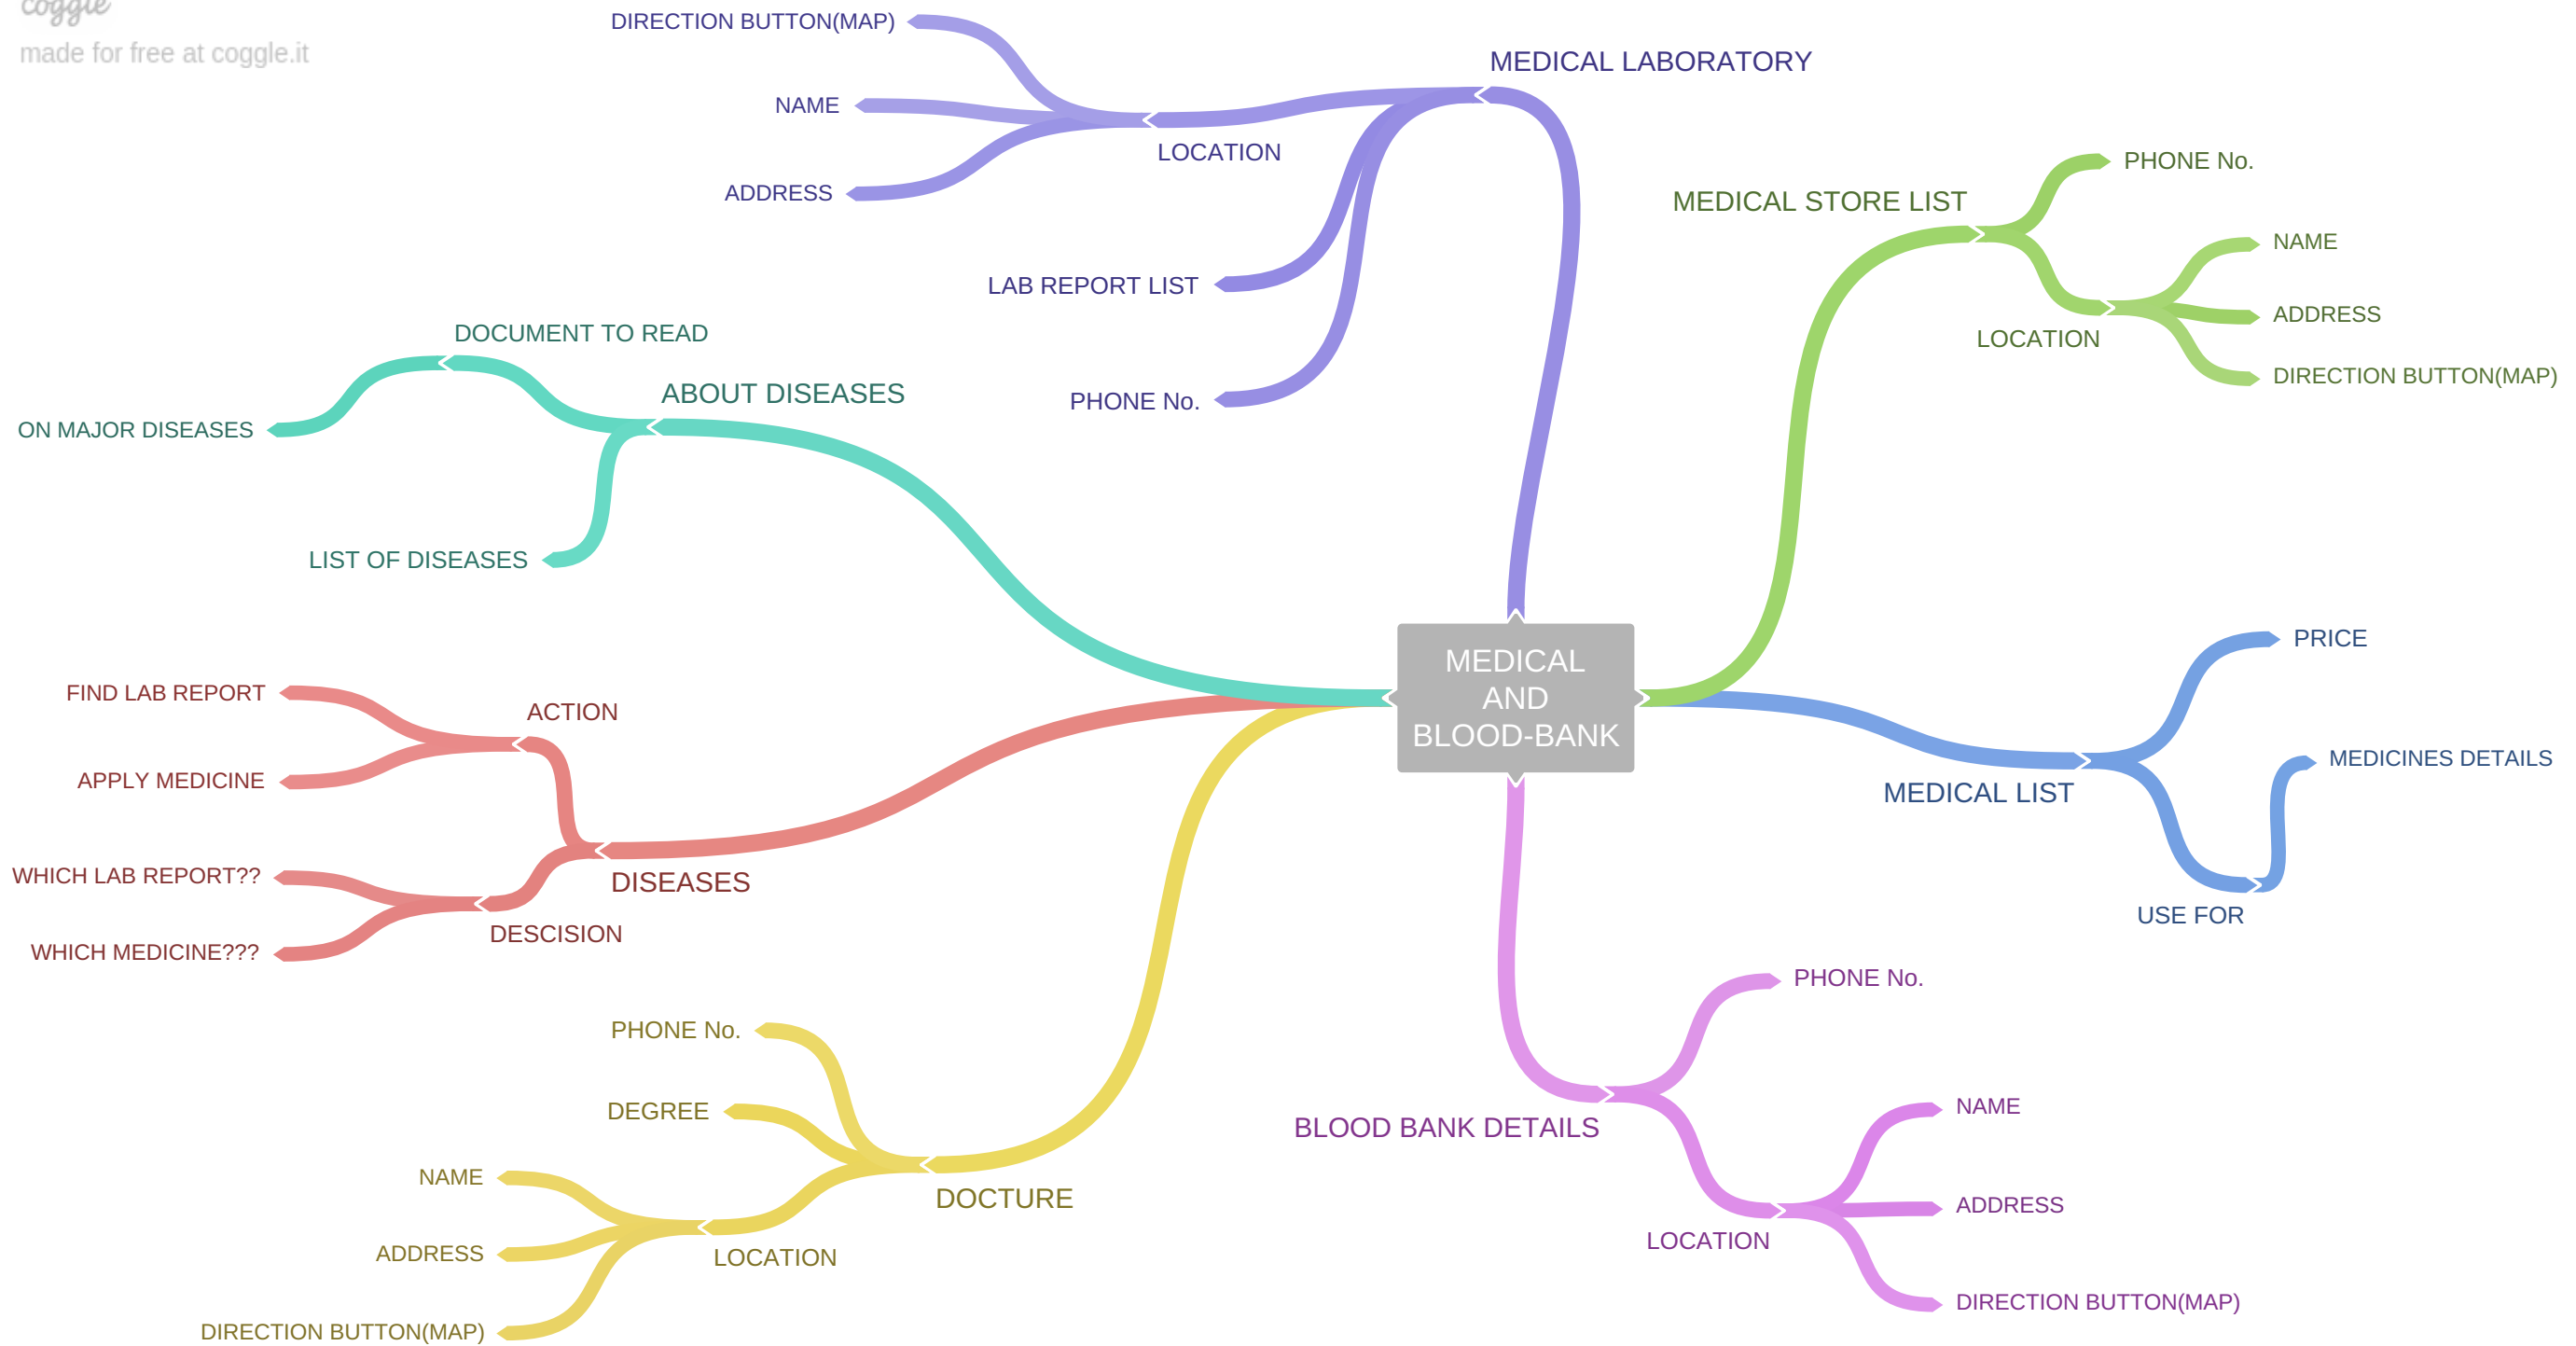 coggle
made for free at coggle.it
DIRECTION BUTTON(MAP)
NAME
ADDRESS
LOCATION
MEDICAL LABORATORY
LAB REPORT LIST
PHONE No.
MEDICAL STORE LIST
PHONE No.
NAME
ADDRESS
LOCATION
DIRECTION BUTTON(MAP)
DOCUMENT TO READ
ABOUT DISEASES
ON MAJOR DISEASES
LIST OF DISEASES
MEDICAL
AND
BLOOD-BANK
PRICE
MEDICINES DETAILS
MEDICAL LIST
USE FOR
FIND LAB REPORT
ACTION
APPLY MEDICINE
WHICH LAB REPORT??
DISEASES
DESCISION
WHICH MEDICINE???
PHONE No.
DEGREE
NAME
DOCTURE
ADDRESS
LOCATION
DIRECTION BUTTON(MAP)
PHONE No.
BLOOD BANK DETAILS
NAME
ADDRESS
LOCATION
DIRECTION BUTTON(MAP)